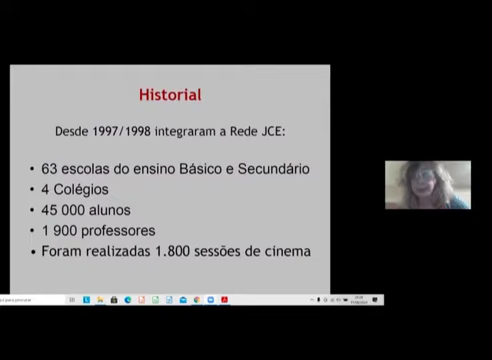 Historial
Desde 1997/1998 integraram a Rede JCE:
• 63 escolas do ensino Básico e Secundário
• 4 Colégios
• 45 000 alunos
• 1 900 professores
• Foram realizadas 1.800 sessões de cinema